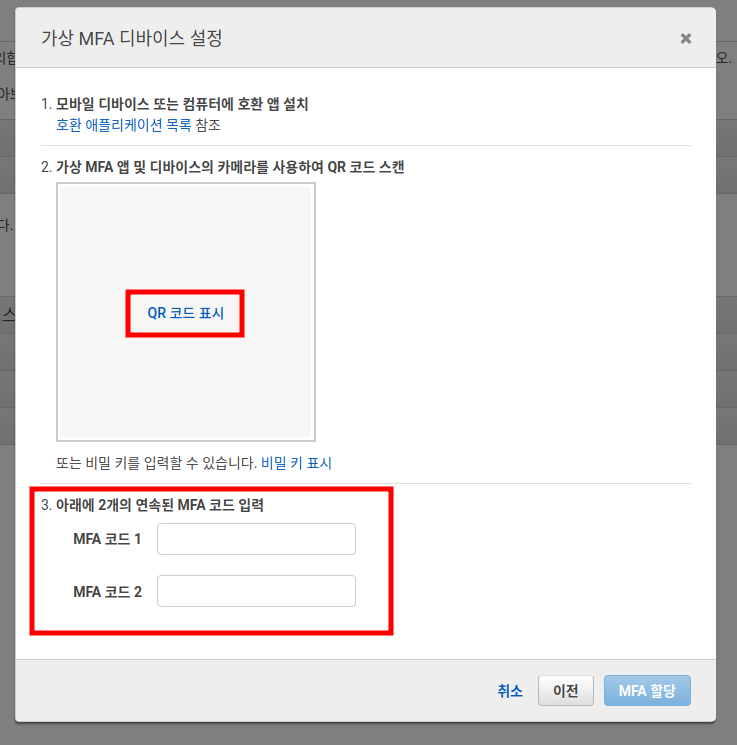 가상 MFA 디바이스 설정
1. 모바일 디바이스 또는 컴퓨터에 호환 앱 설치
호환 애플리케이션 목록 참조
2. 가상 MFA 앱 및 디바이스의 카메라를 사용하여 QR 코드 스캔
QR 코드 표시
또는 비밀 키를 입력할 수 있습니다. 비밀 키 표시
3. 아래에 2개의 연속된 MFA 코드 입력
MFA 코드 1
MFA 코드 2
취소 이전 MFA 할당